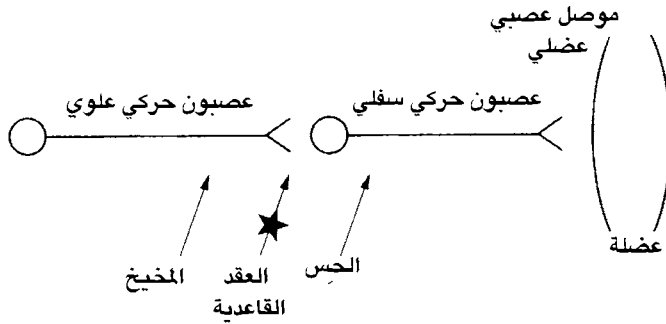 موصل عصبي
عضلي
عصبون حركي سفلي
عصبون حركي علوي
عضلة
الحس
العقد
القاعدية
المخيخ